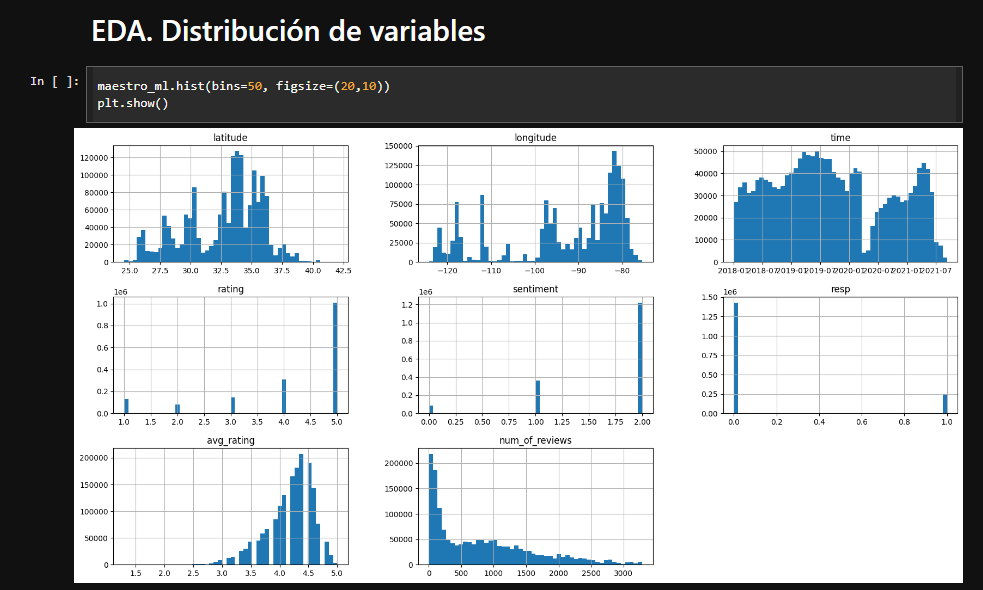 EDA. Distribución de variables
In [ ]:
maestro_ml.hist(bins=50, figsize=(20,10))
plt.show()
latitude longitude time
120000 100000 80000 60000 40000 20000 0
25.0 27.5 30.0 32.5 35.0 37.5 40.0 42.5
150000 125000 100000 75000 50000 25000 0
−120 −110 −100 −90 −80
50000 40000 30000 20000 10000 0
2018-01 2018-07 2019-01 2019-07 2020-01 2020-07 2021-01 2021-07
rating sentiment resp
1e6
1.0 0.8 0.6 0.4 0.2 0.0
1.0 1.5 2.0 2.5 3.0 3.5 4.0 4.5 5.0
1e6
1.2 1.0 0.8 0.6 0.4 0.2 0.0
0.00 0.25 0.50 0.75 1.00 1.25 1.50 1.75 2.00
1e6
1.50 1.25 1.00 0.75 0.50 0.25 0.00
0.0 0.2 0.4 0.6 0.8 1.0
avg_rating num_of_reviews
200000 150000 100000 50000 0
1.5 2.0 2.5 3.0 3.5 4.0 4.5 5.0
200000 150000 100000 50000 0
0 500 1000 1500 2000 2500 3000